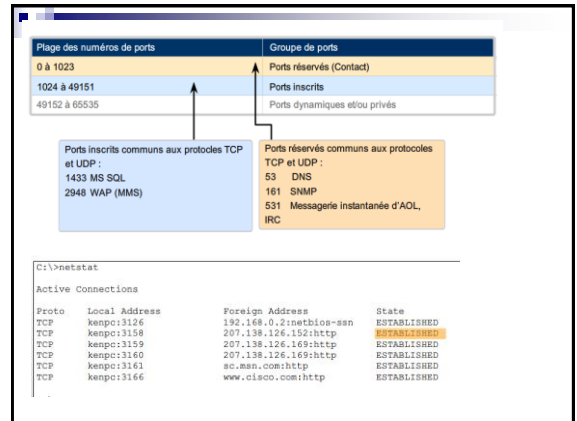 Plage des numéros de ports Groupe de ports
0 à 1023 Ports réservés (Contact)
1024 à 49151 Ports inscrits
49152 à 65535 Ports dynamiques et/ou privés
Ports inscrits communs aux protocles TCP
et UDP :
1433 MS SQL
2948 WAP (MMS)
Ports réservés communs aux protocoles
TCP et UDP :
53 DNS
161 SNMP
531 Messagerie instantanée d'AOL,
IRC
C:\>netstat
Active Connections
Proto Local Address Foreign Address State
TCP kenpc:3126 192.168.0.2:netbios-ssn ESTABLISHED
TCP kenpc:3158 207.138.126.152:http ESTABLISHED
TCP kenpc:3159 207.138.126.169:http ESTABLISHED
TCP kenpc:3160 207.138.126.169:http ESTABLISHED
TCP kenpc:3161 sc.msn.com:http ESTABLISHED
TCP kenpc:3166 www.cisco.com:http ESTABLISHED